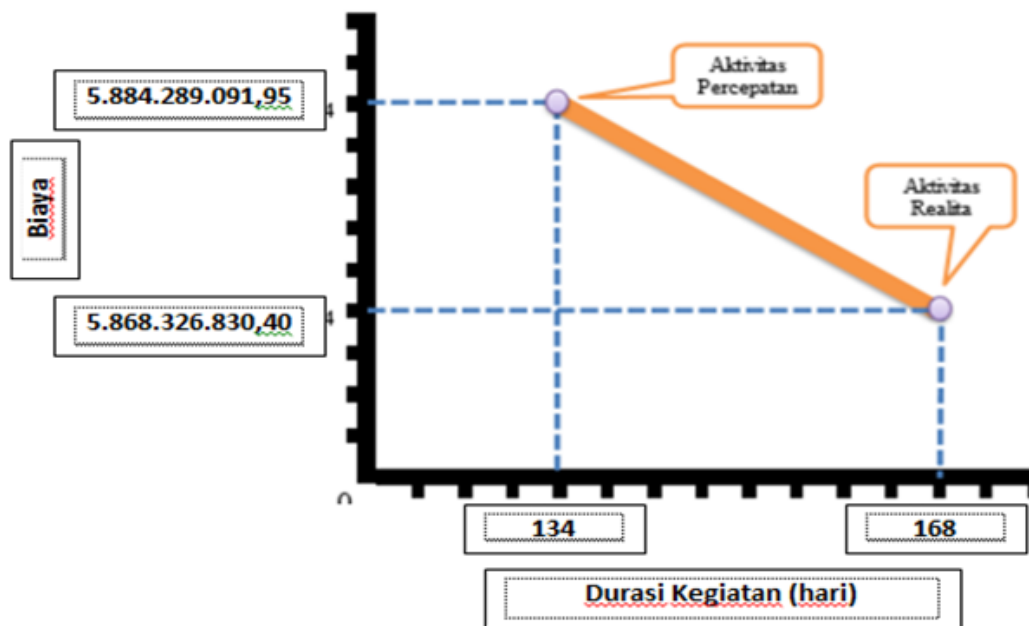 Aktivitas
Percepatan
5.884.289.091,95
Aktivitas
Realita
Biaya
5.868.326.830,40
0
134
168
Durasi Kegiatan (hari)